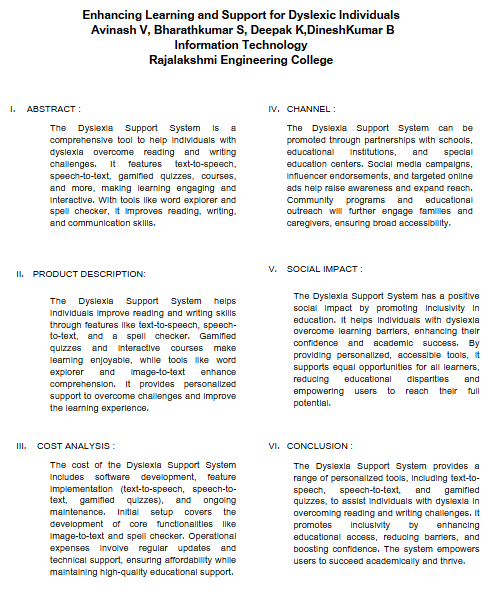 Enhancing Learning and Support for Dyslexic Individuals
Avinash V, Bharathkumar S, Deepak K,DineshKumar B
Information Technology
Rajalakshmi Engineering College
I. ABSTRACT :
The Dyslexia Support System is a
comprehensive tool to help individuals with
dyslexia overcome reading and writing
challenges. It features text-to-speech,
speech-to-text, gamified quizzes, courses,
and more, making learning engaging and
interactive. With tools like word explorer and
spell checker, it improves reading, writing,
and communication skills.
II. PRODUCT DESCRIPTION:
The Dyslexia Support System helps
individuals improve reading and writing skills
through features like text-to-speech, speech-
to-text, and a spell checker. Gamified
quizzes and interactive courses make
learning enjoyable, while tools like word
explorer and image-to-text enhance
comprehension. It provides personalized
support to overcome challenges and improve
the learning experience.
III. COST ANALYSIS :
The cost of the Dyslexia Support System
includes software development, feature
implementation (text-to-speech, speech-to-
text, gamified quizzes), and ongoing
maintenance. Initial setup covers the
development of core functionalities like
image-to-text and spell checker. Operational
expenses involve regular updates and
technical support, ensuring affordability while
maintaining high-quality educational support.
IV. CHANNEL :
The Dyslexia Support System can be
promoted through partnerships with schools,
educational institutions, and special
education centers. Social media campaigns,
influencer endorsements, and targeted online
ads help raise awareness and expand reach.
Community programs and educational
outreach will further engage families and
caregivers, ensuring broad accessibility.
V. SOCIAL IMPACT :
The Dyslexia Support System has a positive
social impact by promoting inclusivity in
education. It helps individuals with dyslexia
overcome learning barriers, enhancing their
confidence and academic success. By
providing personalized, accessible tools, it
supports equal opportunities for all learners,
reducing educational disparities and
empowering users to reach their full
potential.
VI. CONCLUSION :
The Dyslexia Support System provides a
range of personalized tools, including text-to-
speech, speech-to-text, and gamified
quizzes, to assist individuals with dyslexia in
overcoming reading and writing challenges. It
promotes inclusivity by enhancing
educational access, reducing barriers, and
boosting confidence. The system empowers
users to succeed academically and thrive.